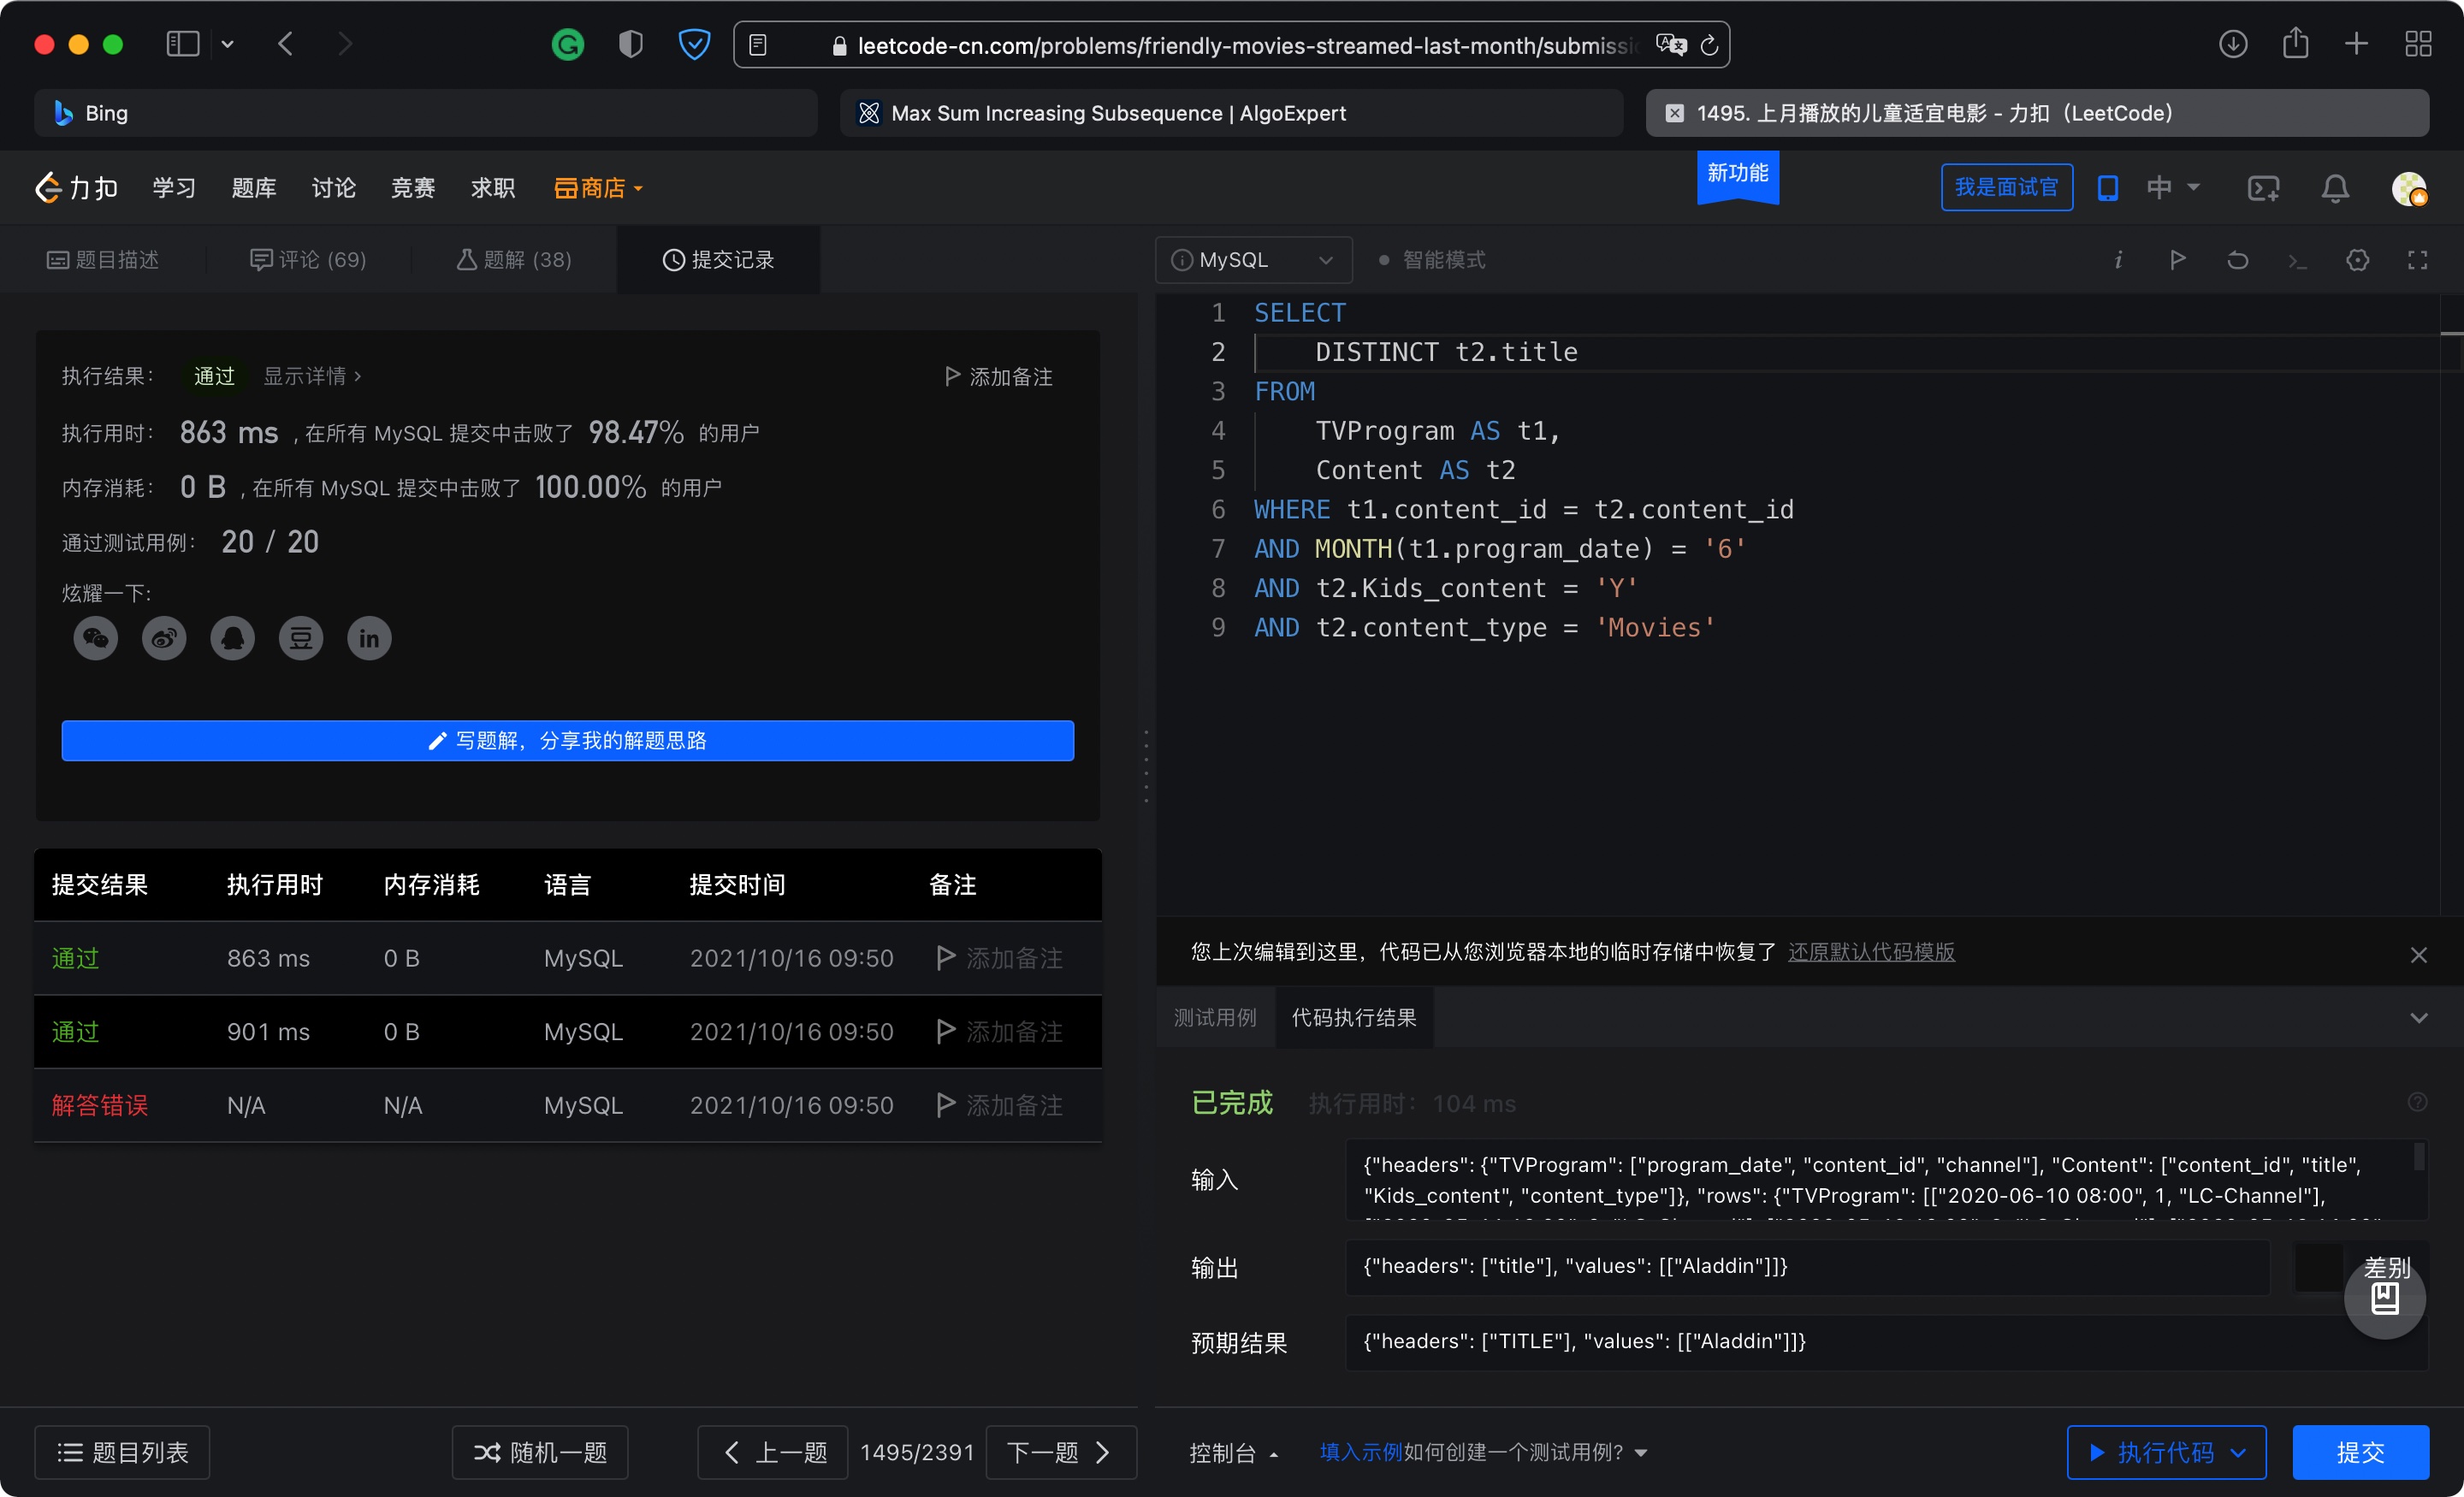 leetcode-cn.com/problems/friendly-movies-streamed-last-month/submissi
Bing
Max Sum Increasing Subsequence | AlgoExpert
1495. 上月播放的儿童适宜电影 - 力扣（LeetCode）
力扣 学习 题库 讨论 竞赛 求职 商店 新功能 我是面试官 中
题目描述 评论 (69) 题解 (38) 提交记录
执行结果： 通过 显示详情 › 添加备注
执行用时： 863 ms , 在所有 MySQL 提交中击败了 98.47% 的用户
内存消耗： 0 B , 在所有 MySQL 提交中击败了 100.00% 的用户
通过测试用例： 20 / 20
炫耀一下:
豆 in
写题解，分享我的解题思路
提交结果 执行用时 内存消耗 语言 提交时间 备注
通过 863 ms 0 B MySQL 2021/10/16 09:50 添加备注
通过 901 ms 0 B MySQL 2021/10/16 09:50 添加备注
解答错误 N/A N/A MySQL 2021/10/16 09:50 添加备注
题目列表 随机一题 上一题 1495/2391 下一题
MySQL 智能模式
1 SELECT
2 DISTINCT t2.title
3 FROM
4 TVProgram AS t1,
5 Content AS t2
6 WHERE t1.content_id = t2.content_id
7 AND MONTH(t1.program_date) = '6'
8 AND t2.Kids_content = 'Y'
9 AND t2.content_type = 'Movies'
您上次编辑到这里，代码已从您浏览器本地的临时存储中恢复了 还原默认代码模版
测试用例 代码执行结果
已完成 执行用时： 104 ms
输入
{"headers": {"TVProgram": ["program_date", "content_id", "channel"], "Content": ["content_id", "title",
"Kids_content", "content_type"]}, "rows": {"TVProgram": [["2020-06-10 08:00", 1, "LC-Channel"],
输出 {"headers": ["title"], "values": [["Aladdin"]]} 差别
预期结果 {"headers": ["TITLE"], "values": [["Aladdin"]]}
控制台 填入示例如何创建一个测试用例? 执行代码 提交